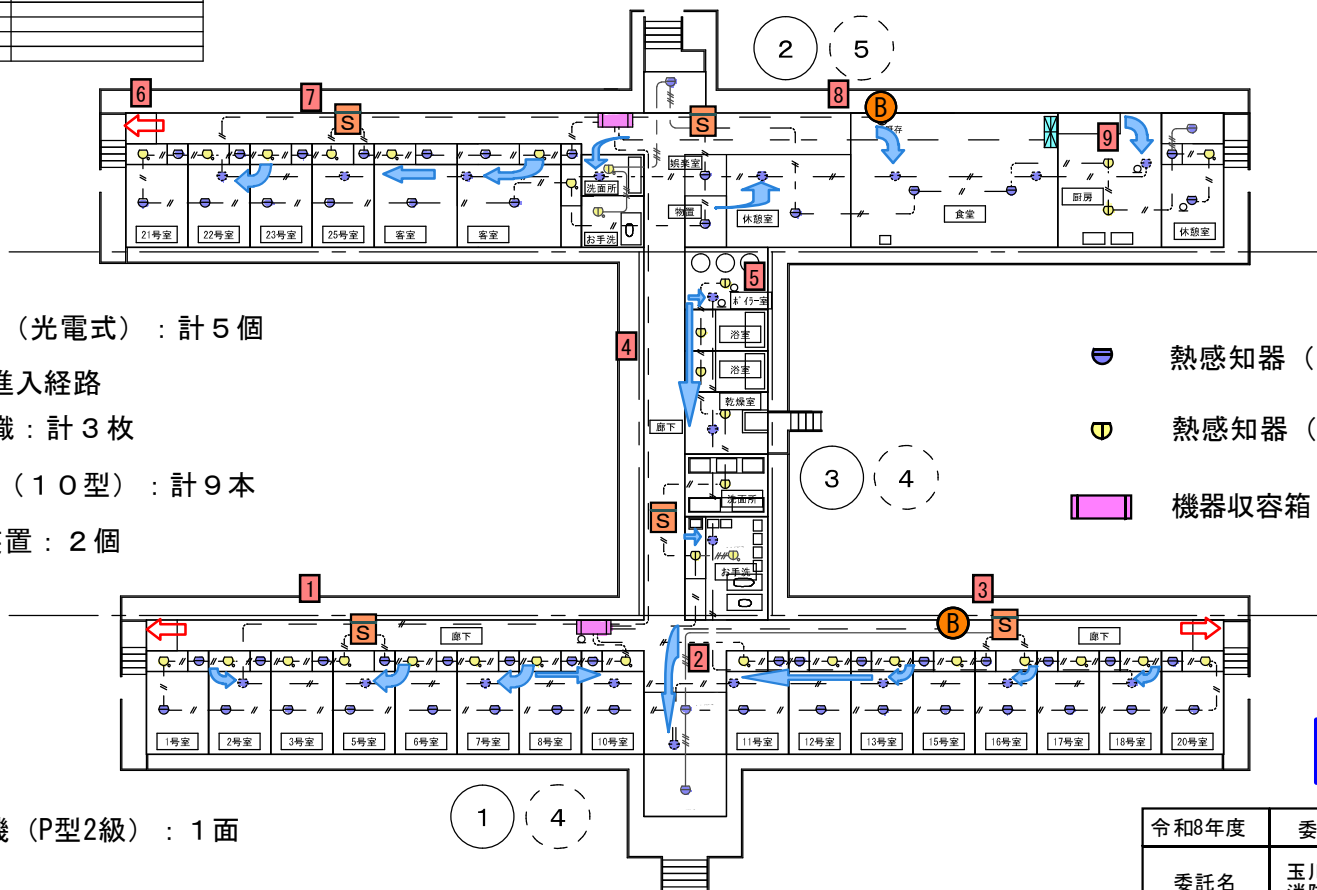 ② ⑤
6
7
8
B
S
S
既存
9
娯楽室
洗面所
物置
休憩室
食堂
厨房
休憩室
お手洗
21号室 22号室 23号室 25号室 客室 客室
5
ボイラー室
(光電式):計5個
4
浴室
熱感知器(
進入経路
浴室
識:計3枚
乾燥室
廊下
熱感知器(
③ ④
(10型):計9本
洗面所
機器収容箱
S
装置:2個
お手洗
1
3
S
廊下
B
S
廊下
2
1号室 2号室 3号室 5号室 6号室 7号室 8号室 10号室 11号室 12号室 13号室 15号室 16号室 17号室 18号室 20号室
① ④
機(P型2級):1面
令和8年度 委
委託名 玉川
消防